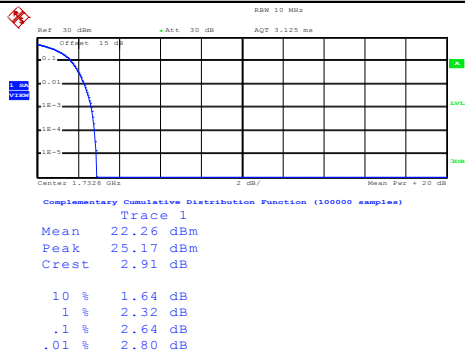 RBW 10 MHz
Ref 30 dBm Att 30 dB AQT 3.125 ms
Offset 15 dB
A
0.1
1 SA
VIEW
0.01
LVL
1E-3
1E-4
1E-5
3DB
Center 1.7326 GHz 2 dB/ Mean Pwr + 20 dB
Complementary Cumulative Distribution Function (100000 samples)
Trace 1
Mean 22.26 dBm
Peak 25.17 dBm
Crest 2.91 dB
10 % 1.64 dB
1 % 2.32 dB
.1 % 2.64 dB
.01 % 2.80 dB